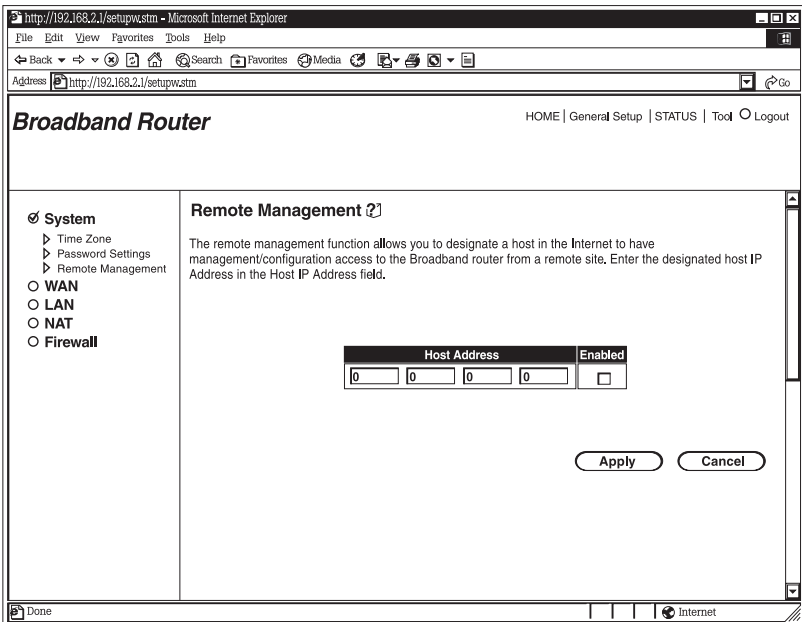 http://192.168.2.1/setupw.stm - Microsoft Internet Explorer
File Edit View Favorites Tools Help
Back Search Favorites Media
Address http://192.168.2.1/setupw.stm Go
Broadband Router
HOME | General Setup | STATUS | Tool Logout
System
Time Zone
Password Settings
Remote Management
WAN
LAN
NAT
Firewall
Remote Management ?
The remote management function allows you to designate a host in the Internet to have
management/configuration access to the Broadband router from a remote site. Enter the designated host IP
Address in the Host IP Address field.
Host Address Enabled
0 0 0 0
Apply Cancel
Done Internet